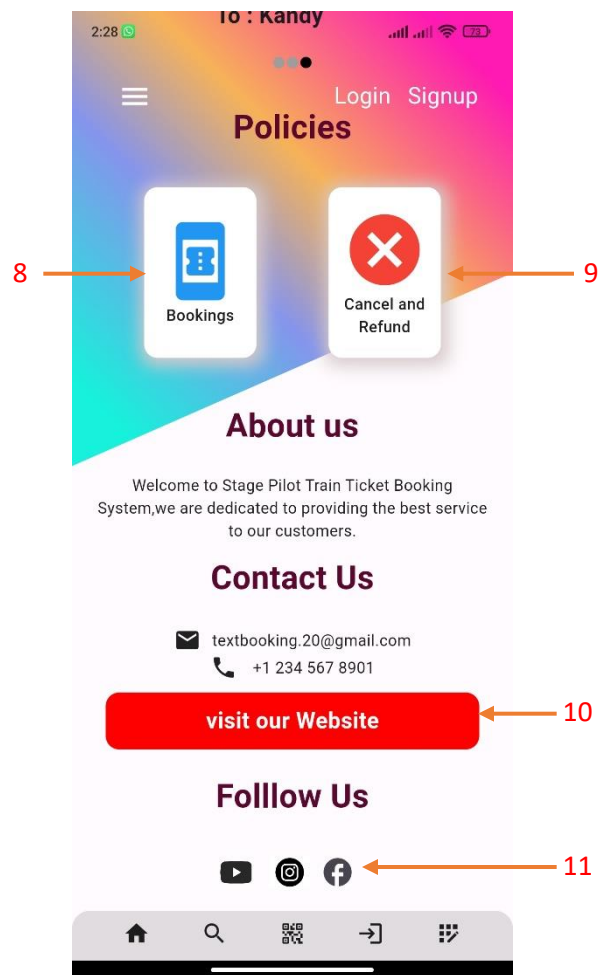 To : Kandy
2:28
73
Login Signup
Policies
8
9
Bookings
Cancel and
Refund
About us
Welcome to Stage Pilot Train Ticket Booking
System,we are dedicated to providing the best service
to our customers.
Contact Us
textbooking.20@gmail.com
+1 234 567 8901
visit our Website
10
Folllow Us
11